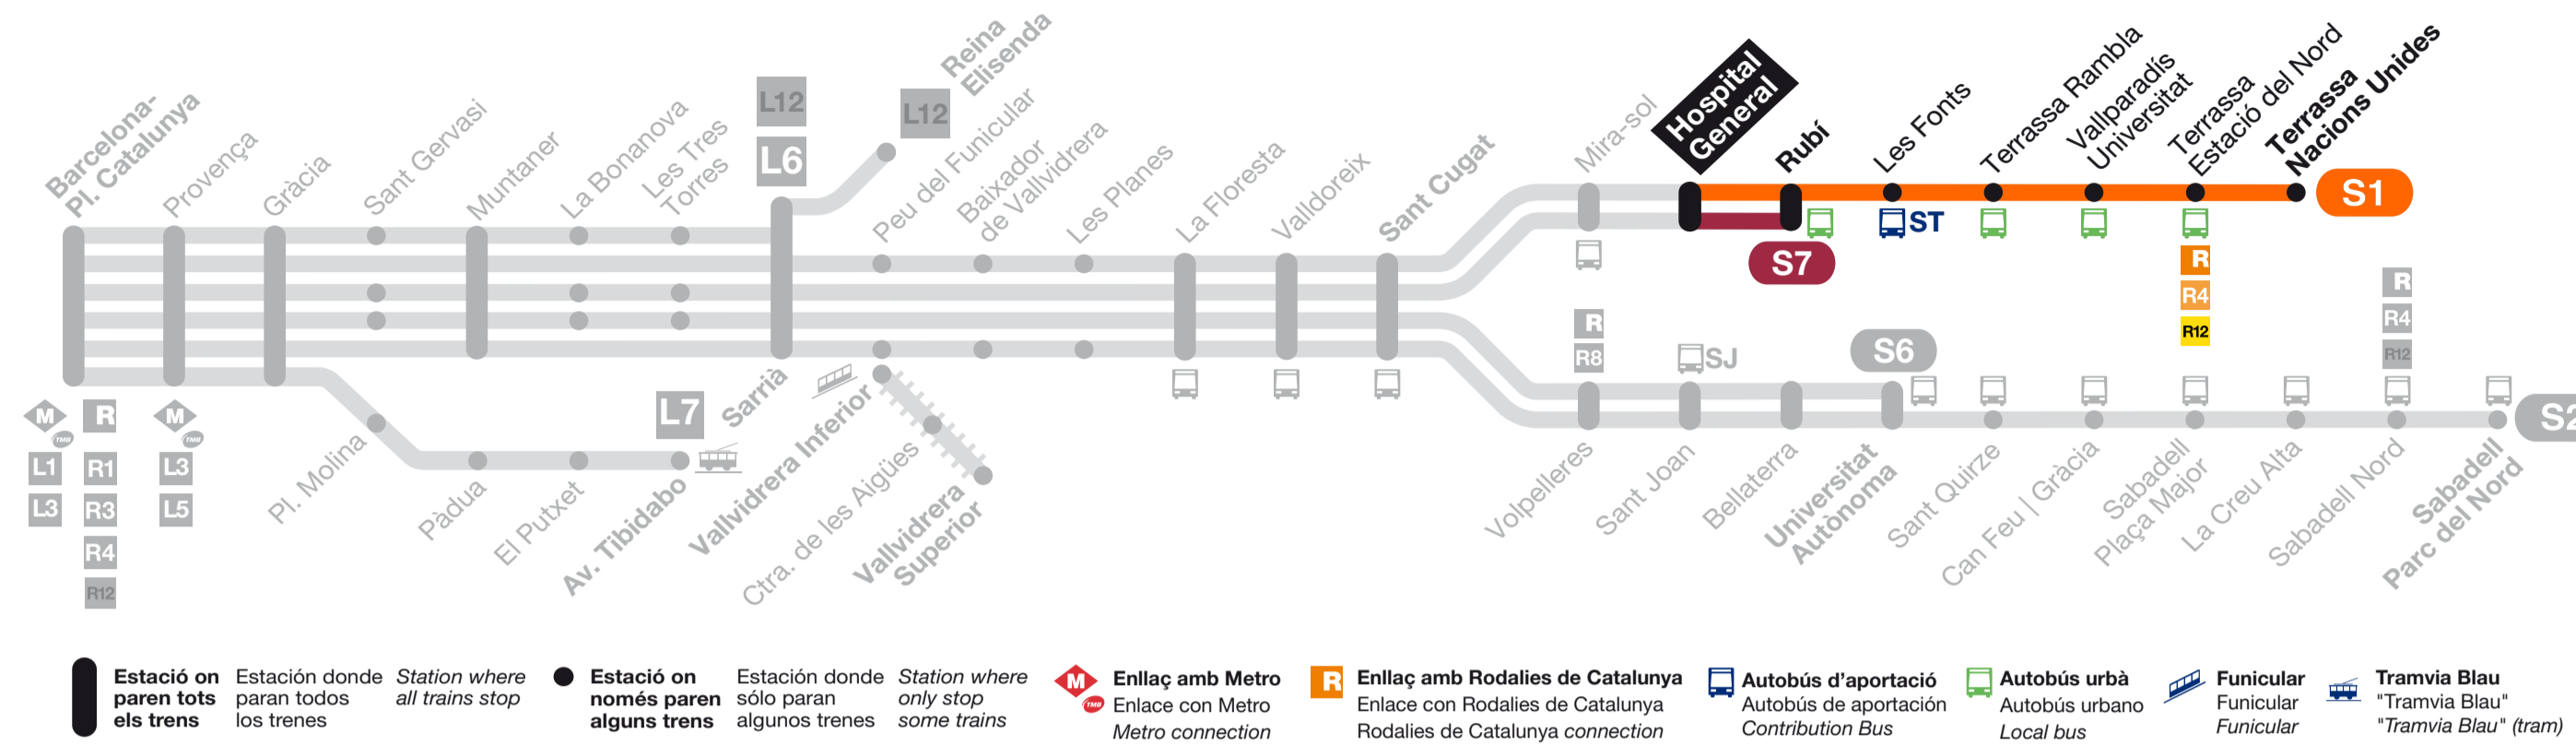 Barcelona-
Pl. Catalunya
Provença
Gràcia
Sant Gervasi
Muntaner
La Bonanova
Les Tres
Torres
L12
L6
L12
Reina
Elisenda
Peu del Funicular
Baixador
de Vallvidrera
Les Planes
La Floresta
Valldoreix
Sant Cugat
Mira-sol
Hospital
General
Rubí
Les Fonts
Terrassa Rambla
Vallparadís
Universitat
Terrassa
Estació del Nord
Terrassa
Nacions Unides
S1
ST
S7
R
R4
R12
R
R4
R12
R
R8
SJ
S6
S2
M
TMB
L1
L3
R
R1
R3
R4
R12
M
TMB
L3
L5
Pl. Molina
Pàdua
El Putxet
Av. Tibidabo
L7
Sarrià
Vallvidrera Inferior
Ctra. de les Aigües
Vallvidrera
Superior
Volpelleres
Sant Joan
Bellaterra
Universitat
Autònoma
Sant Quirze
Can Feu | Gràcia
Sabadell
Plaça Major
La Creu Alta
Sabadell Nord
Sabadell
Parc del Nord
Estació on
paren tots
els trens
Estación donde
paran todos
los trenes
Station where
all trains stop
Estació on
només paren
alguns trens
Estación donde
sólo paran
algunos trenes
Station where
only stop
some trains
M
TMB
Enllaç amb Metro
Enlace con Metro
Metro connection
R
Enllaç amb Rodalies de Catalunya
Enlace con Rodalies de Catalunya
Rodalies de Catalunya connection
Autobús d'aportació
Autobús de aportación
Contribution Bus
Autobús urbà
Autobús urbano
Local bus
Funicular
Funicular
Funicular
Tramvia Blau
"Tramvia Blau"
"Tramvia Blau" (tram)